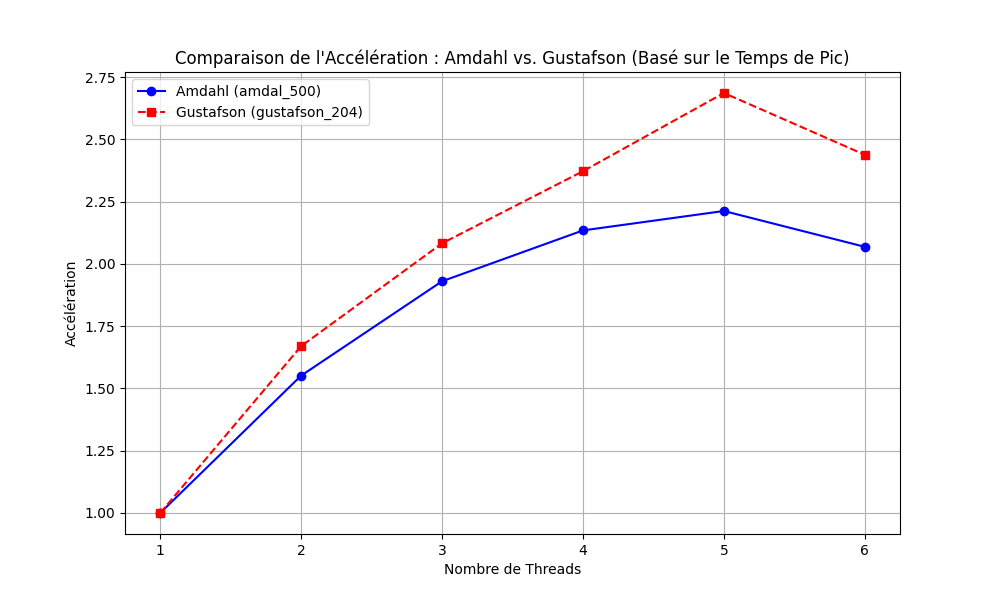 Comparaison de l'Accélération : Amdahl vs. Gustafson (Basé sur le Temps de Pic)
Amdahl (amdal_500)
Gustafson (gustafson_204)
Accélération
2.75
2.50
2.25
2.00
1.75
1.50
1.25
1.00
1 2 3 4 5 6
Nombre de Threads